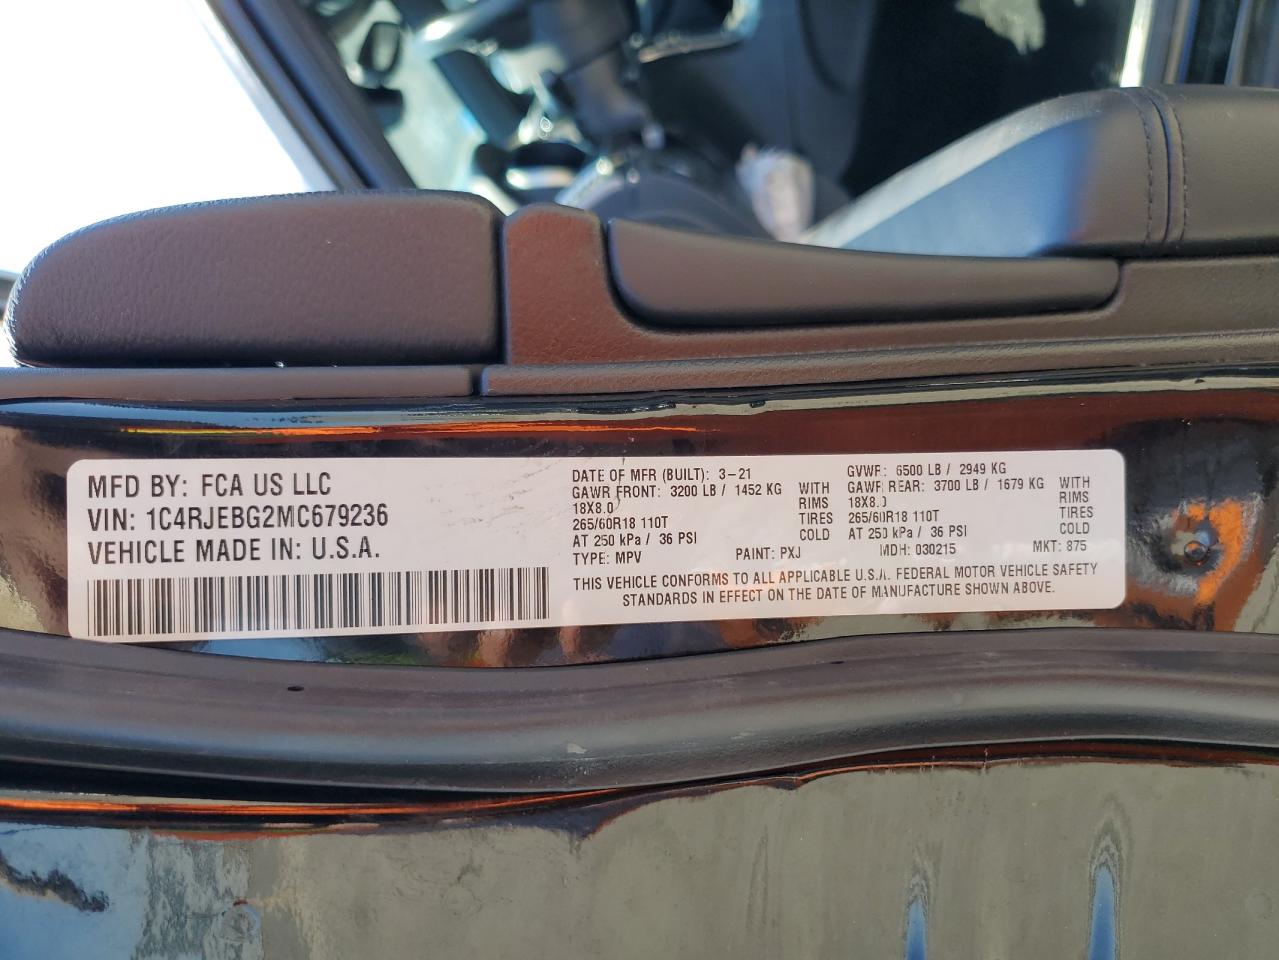 MFD BY: FCA US LLC
VIN: 1C4RJEBG2MC679236
VEHICLE MADE IN: U.S.A.
DATE OF MFR (BUILT): 3-21
GAWR FRONT: 3200 LB / 1452 KG WITH
18X8.0 RIMS
265/60R18 110T TIRES
AT 250 kPa / 36 PSI COLD
TYPE: MPV PAINT: PXJ
GVWR: 6500 LB / 2949 KG
GAWR REAR: 3700 LB / 1679 KG WITH
18X8.0 RIMS
265/60R18 110T TIRES
AT 250 kPa / 36 PSI COLD
MDH: 030215 MKT: 875
THIS VEHICLE CONFORMS TO ALL APPLICABLE U.S.A. FEDERAL MOTOR VEHICLE SAFETY
STANDARDS IN EFFECT ON THE DATE OF MANUFACTURE SHOWN ABOVE.